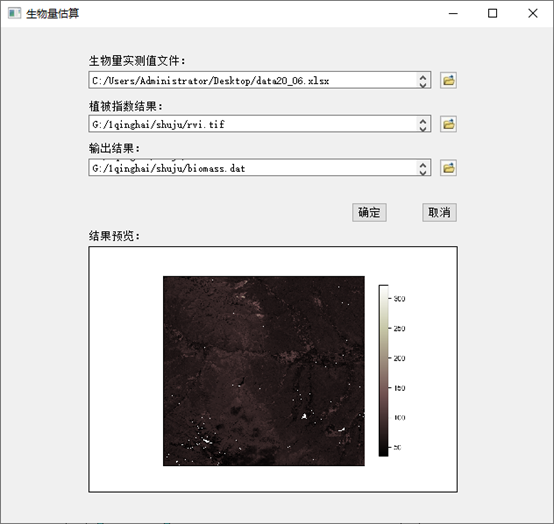 生物量估算
生物量实测值文件：
C:/Users/Administrator/Desktop/data20_06.xlsx
植被指数结果：
G:/1qinghai/shuju/rvi.tif
输出结果：
G:/1qinghai/shuju/biomass.dat
确定 取消
结果预览：
300
250
200
150
100
50